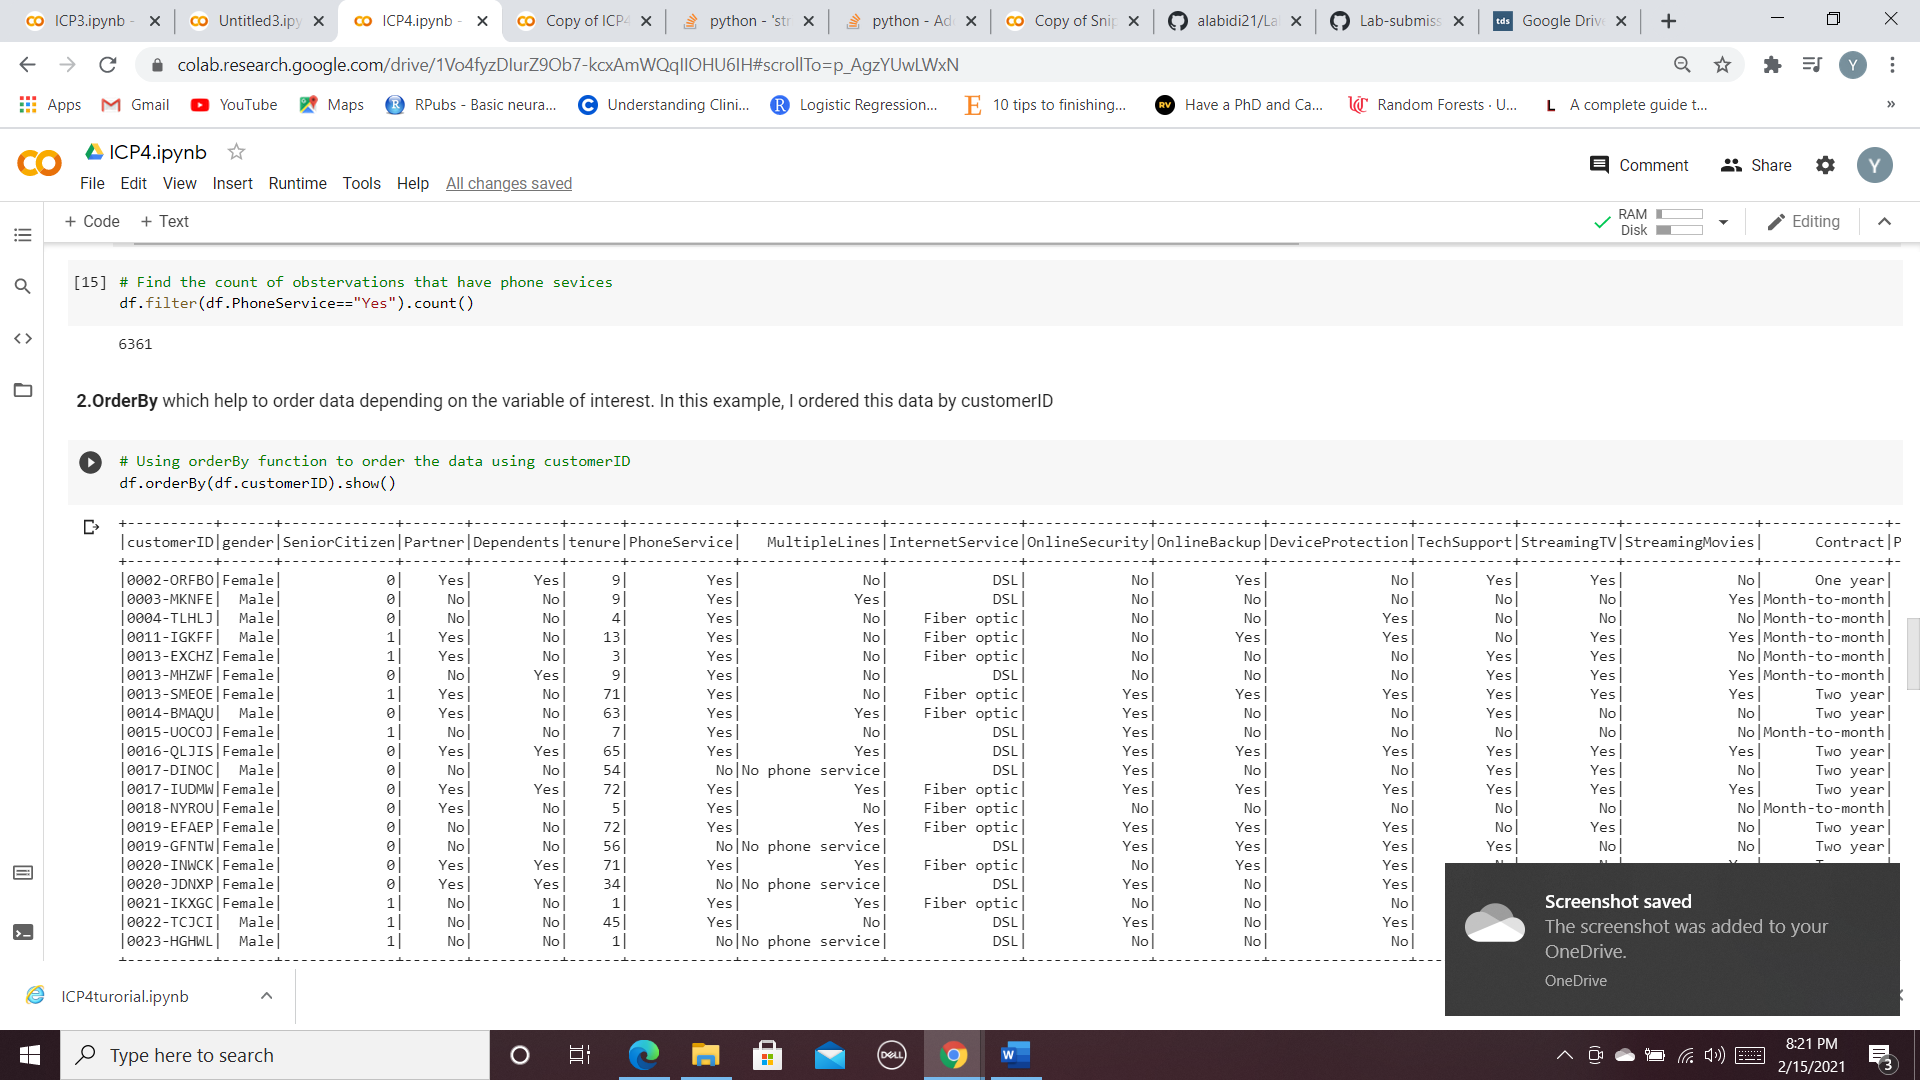 ICP3.ipynb -
Untitled3.ipy
ICP4.ipynb -
Copy of ICP4
python - 'str
python - Ad
Copy of Snip
alabidi21/La
Lab-submiss
tds Google Drive
colab.research.google.com/drive/1Vo4fyzDIurZ9Ob7-kcxAmWQqIIOHU6IH#scrollTo=p_AgzYUwLWxN
Y
Apps Gmail YouTube Maps RPubs - Basic neura... Understanding Clini... Logistic Regression... 10 tips to finishing... RV Have a PhD and Ca... Random Forests · U... L A complete guide t... »
ICP4.ipynb
Comment Share Y
File Edit View Insert Runtime Tools Help All changes saved
+ Code + Text
RAM
Disk
Editing
[15] # Find the count of obstervations that have phone sevices
df.filter(df.PhoneService=="Yes").count()
6361
2.OrderBy which help to order data depending on the variable of interest. In this example, I ordered this data by customerID
# Using orderBy function to order the data using customerID
df.orderBy(df.customerID).show()
+----------+------+-------------+-------+----------+------+------------+----------------+---------------+--------------+------------+----------------+-----------+-----------+---------------+--------------+-
|customerID|gender|SeniorCitizen|Partner|Dependents|tenure|PhoneService|   MultipleLines|InternetService|OnlineSecurity|OnlineBackup|DeviceProtection|TechSupport|StreamingTV|StreamingMovies|      Contract|P
+----------+------+-------------+-------+----------+------+------------+----------------+---------------+--------------+------------+----------------+-----------+-----------+---------------+--------------+-
|0002-ORFBO|Female|            0|    Yes|       Yes|     9|         Yes|              No|            DSL|            No|         Yes|              No|        Yes|        Yes|             No|      One year|
|0003-MKNFE|  Male|            0|     No|        No|     9|         Yes|             Yes|            DSL|            No|          No|              No|         No|         No|            Yes|Month-to-month|
|0004-TLHLJ|  Male|            0|     No|        No|     4|         Yes|              No|    Fiber optic|            No|          No|             Yes|         No|         No|             No|Month-to-month|
|0011-IGKFF|  Male|            1|    Yes|        No|    13|         Yes|              No|    Fiber optic|            No|         Yes|             Yes|         No|        Yes|            Yes|Month-to-month|
|0013-EXCHZ|Female|            1|    Yes|        No|     3|         Yes|              No|    Fiber optic|            No|          No|              No|        Yes|        Yes|             No|Month-to-month|
|0013-MHZWF|Female|            0|     No|       Yes|     9|         Yes|              No|            DSL|            No|          No|              No|        Yes|        Yes|            Yes|Month-to-month|
|0013-SMEOE|Female|            1|    Yes|        No|    71|         Yes|              No|    Fiber optic|           Yes|         Yes|             Yes|        Yes|        Yes|            Yes|      Two year|
|0014-BMAQU|  Male|            0|    Yes|        No|    63|         Yes|             Yes|    Fiber optic|           Yes|          No|              No|        Yes|         No|             No|      Two year|
|0015-UOCOJ|Female|            1|     No|        No|     7|         Yes|              No|            DSL|           Yes|          No|              No|         No|         No|             No|Month-to-month|
|0016-QLJIS|Female|            0|    Yes|       Yes|    65|         Yes|             Yes|            DSL|           Yes|         Yes|             Yes|        Yes|        Yes|            Yes|      Two year|
|0017-DINOC|  Male|            0|     No|        No|    54|          No|No phone service|            DSL|           Yes|          No|              No|        Yes|        Yes|             No|      Two year|
|0017-IUDMW|Female|            0|    Yes|       Yes|    72|         Yes|             Yes|    Fiber optic|           Yes|         Yes|             Yes|        Yes|        Yes|            Yes|      Two year|
|0018-NYROU|Female|            0|    Yes|        No|     5|         Yes|              No|    Fiber optic|            No|          No|              No|         No|         No|             No|Month-to-month|
|0019-EFAEP|Female|            0|     No|        No|    72|         Yes|             Yes|    Fiber optic|           Yes|         Yes|             Yes|         No|        Yes|             No|      Two year|
|0019-GFNTW|Female|            0|     No|        No|    56|          No|No phone service|            DSL|           Yes|         Yes|             Yes|        Yes|         No|             No|      Two year|
|0020-INWCK|Female|            0|    Yes|       Yes|    71|         Yes|             Yes|    Fiber optic|            No|         Yes|             Yes|
|0020-JDNXP|Female|            0|    Yes|       Yes|    34|          No|No phone service|            DSL|           Yes|          No|             Yes|
|0021-IKXGC|Female|            1|     No|        No|     1|         Yes|             Yes|    Fiber optic|            No|          No|              No|
|0022-TCJCI|  Male|            1|     No|        No|    45|         Yes|              No|            DSL|           Yes|          No|             Yes|
|0023-HGHWL|  Male|            1|     No|        No|     1|          No|No phone service|            DSL|            No|          No|              No|
Screenshot saved
The screenshot was added to your
OneDrive.
OneDrive
ICP4turorial.ipynb
Type here to search
DELL
W
8:21 PM
2/15/2021
3